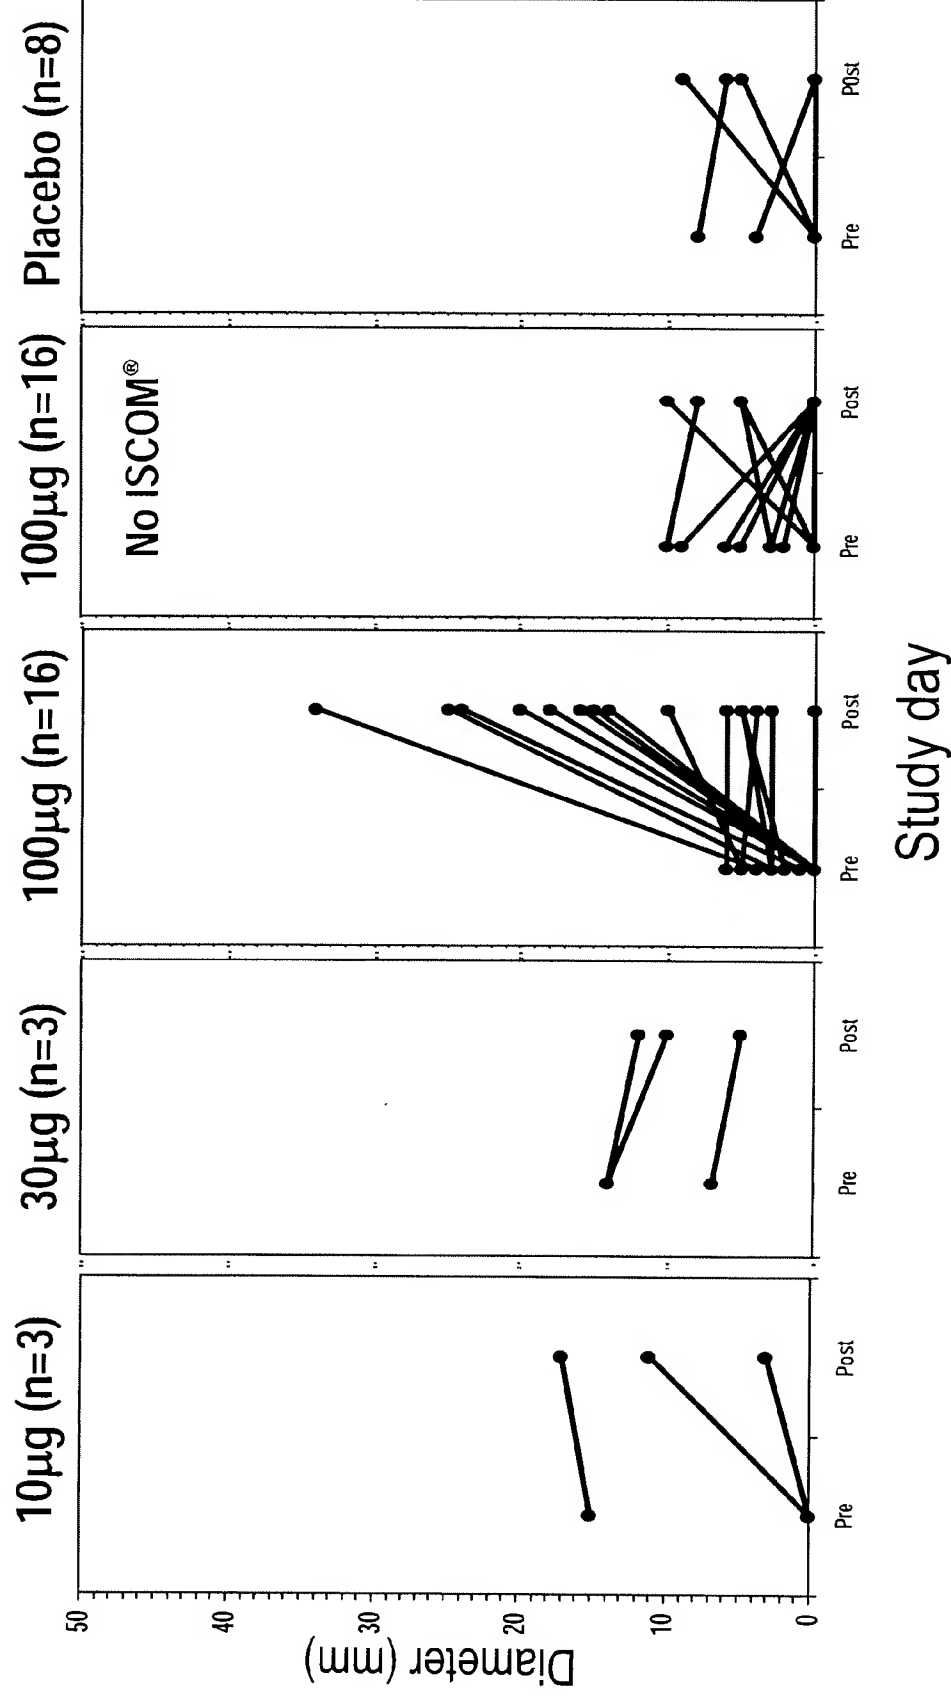 10µg (n=3)
30µg (n=3)
100µg (n=16)
100µg (n=16)
Placebo (n=8)
No ISCOM®
Diameter (mm)
50
40
30
20
10
0
Pre
Post
Pre
Post
Pre
Post
Pre
Post
Pre
Post
Study day